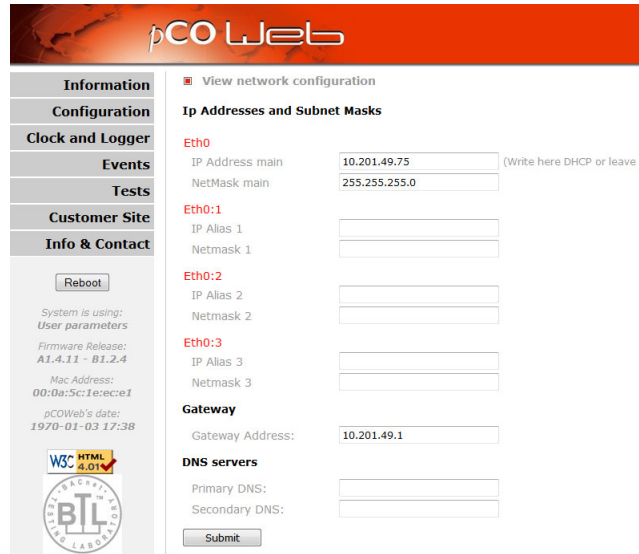 pCO Web
Information
Configuration
Clock and Logger
Events
Tests
Customer Site
Info & Contact
Reboot
System is using:
User parameters
Firmware Release:
A1.4.11 - B1.2.4
Mac Address:
00:0a:5c:1e:ec:e1
pCOWeb's date:
1970-01-03 17:38
W3C HTML 4.01
BACnet TESTING LABORATORY
BTL
View network configuration
Ip Addresses and Subnet Masks
Eth0
IP Address main 10.201.49.75 (Write here DHCP or leave
NetMask main 255.255.255.0
Eth0:1
IP Alias 1
Netmask 1
Eth0:2
IP Alias 2
Netmask 2
Eth0:3
IP Alias 3
Netmask 3
Gateway
Gateway Address: 10.201.49.1
DNS servers
Primary DNS:
Secondary DNS:
Submit